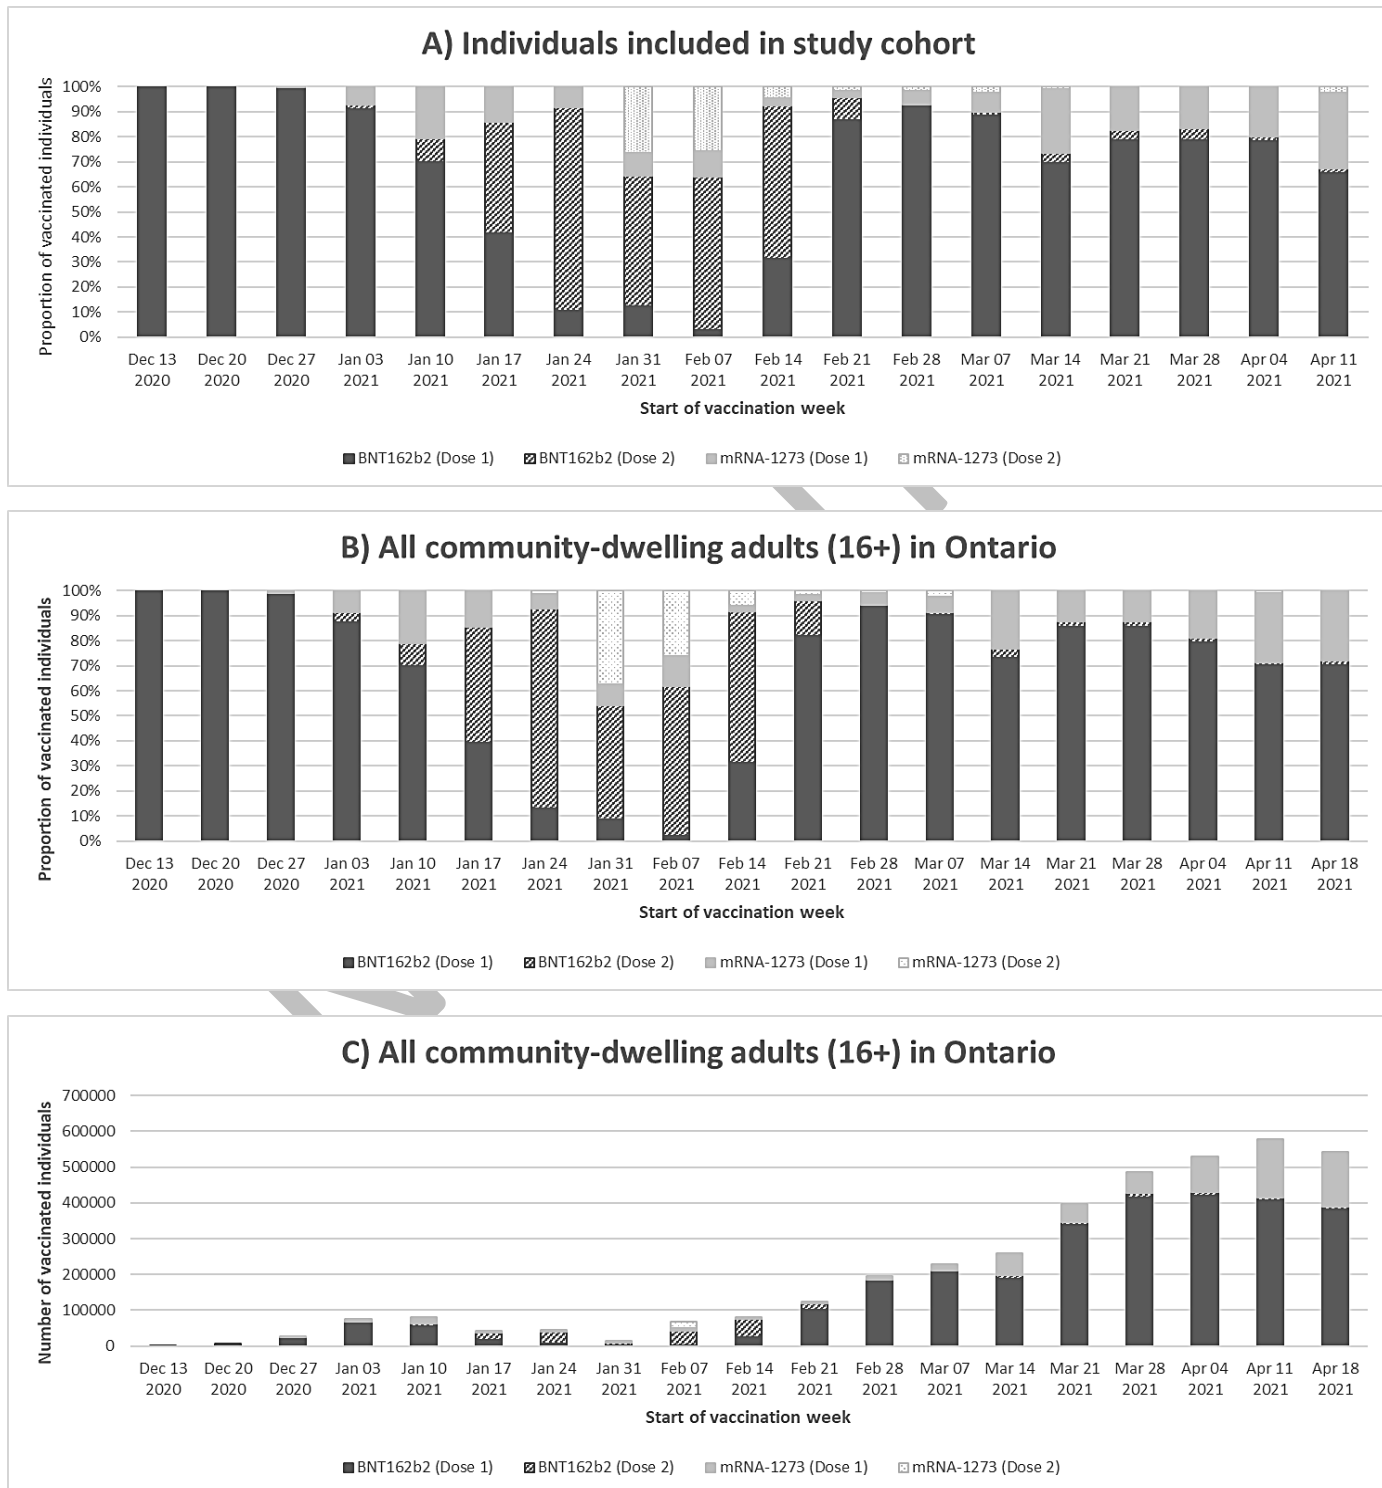 A) Individuals included in study cohort
Proportion of vaccinated individuals
100%
90%
80%
70%
60%
50%
40%
30%
20%
10%
0%
Dec 13 Dec 20 Dec 27 Jan 03 Jan 10 Jan 17 Jan 24 Jan 31 Feb 07 Feb 14 Feb 21 Feb 28 Mar 07 Mar 14 Mar 21 Mar 28 Apr 04 Apr 11
2020 2020 2020 2021 2021 2021 2021 2021 2021 2021 2021 2021 2021 2021 2021 2021 2021 2021
Start of vaccination week
BNT162b2 (Dose 1) BNT162b2 (Dose 2) mRNA-1273 (Dose 1) mRNA-1273 (Dose 2)
B) All community-dwelling adults (16+) in Ontario
Proportion of vaccinated individuals
100%
90%
80%
70%
60%
50%
40%
30%
20%
10%
0%
Dec 13 Dec 20 Dec 27 Jan 03 Jan 10 Jan 17 Jan 24 Jan 31 Feb 07 Feb 14 Feb 21 Feb 28 Mar 07 Mar 14 Mar 21 Mar 28 Apr 04 Apr 11 Apr 18
2020 2020 2020 2021 2021 2021 2021 2021 2021 2021 2021 2021 2021 2021 2021 2021 2021 2021 2021
Start of vaccination week
BNT162b2 (Dose 1) BNT162b2 (Dose 2) mRNA-1273 (Dose 1) mRNA-1273 (Dose 2)
C) All community-dwelling adults (16+) in Ontario
Number of vaccinated individuals
700000
600000
500000
400000
300000
200000
100000
0
Dec 13 Dec 20 Dec 27 Jan 03 Jan 10 Jan 17 Jan 24 Jan 31 Feb 07 Feb 14 Feb 21 Feb 28 Mar 07 Mar 14 Mar 21 Mar 28 Apr 04 Apr 11 Apr 18
2020 2020 2020 2021 2021 2021 2021 2021 2021 2021 2021 2021 2021 2021 2021 2021 2021 2021 2021
Start of vaccination week
BNT162b2 (Dose 1) BNT162b2 (Dose 2) mRNA-1273 (Dose 1) mRNA-1273 (Dose 2)